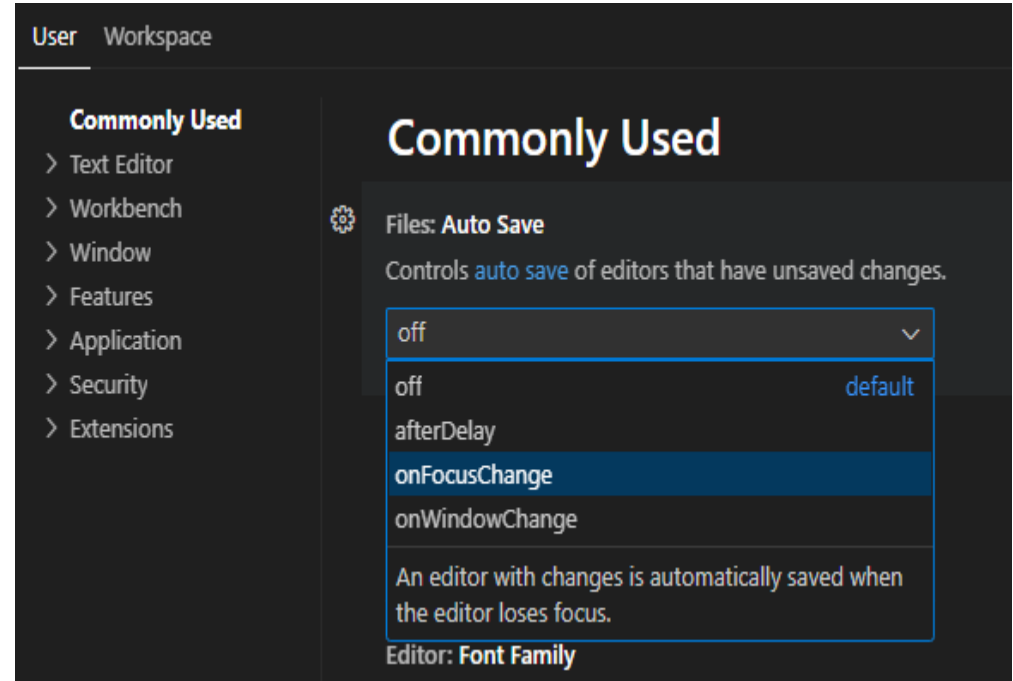 User Workspace
Commonly Used
Text Editor
Workbench
Window
Features
Application
Security
Extensions
Commonly Used
Files: Auto Save
Controls auto save of editors that have unsaved changes.
off
off default
afterDelay
onFocusChange
onWindowChange
An editor with changes is automatically saved when
the editor loses focus.
Editor: Font Family